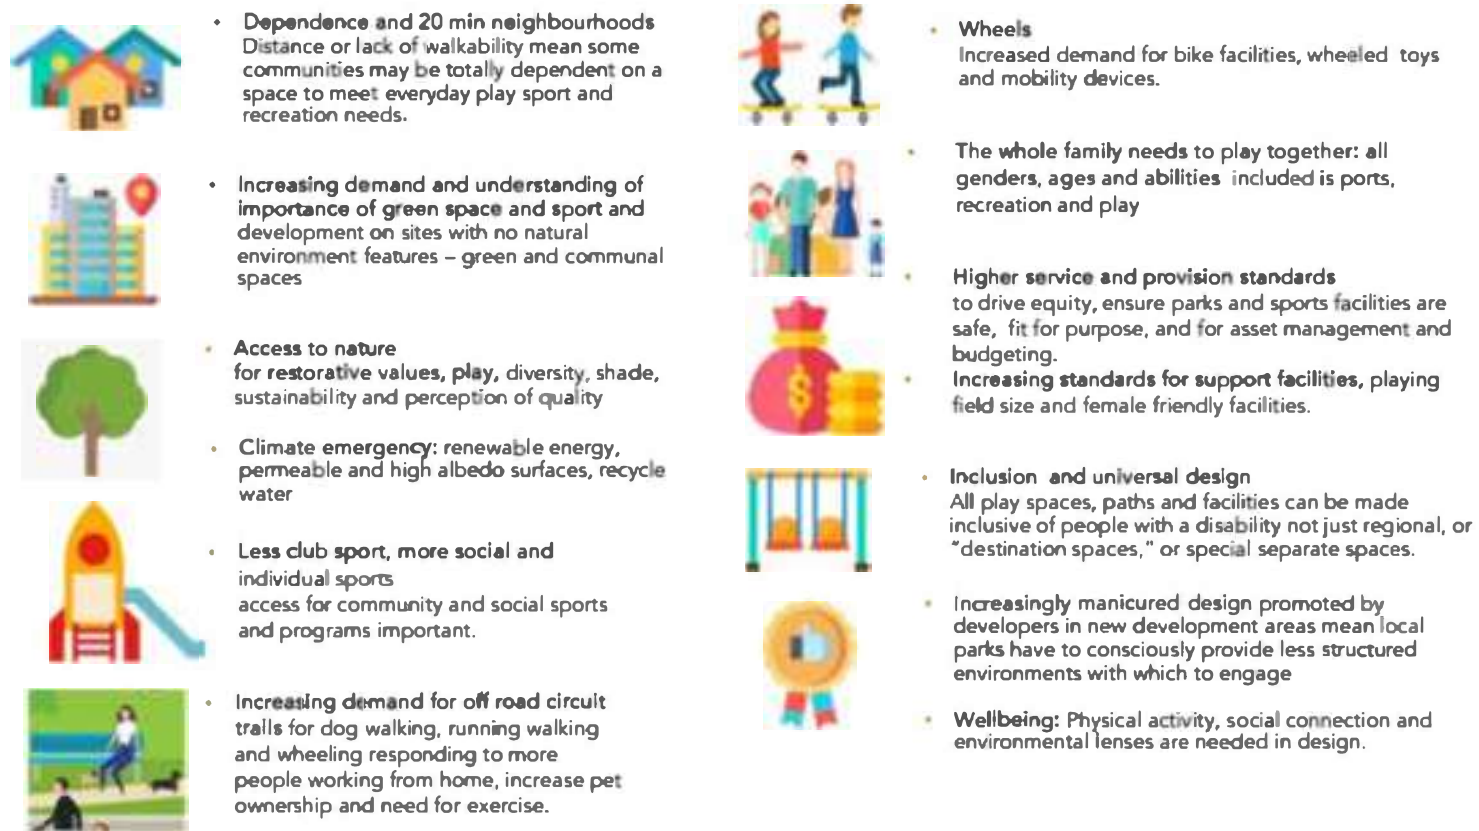 • Dependence and 20 min neighbourhoods
Distance or lack of walkability mean some
communities may be totally dependent on a
space to meet everyday play sport and
recreation needs.
• Increasing demand and understanding of
importance of green space and sport and
development on sites with no natural
environment features – green and communal
spaces
• Access to nature
for restorative values, play, diversity, shade,
sustainability and perception of quality
• Climate emergency: renewable energy,
permeable and high albedo surfaces, recycle
water
• Less club sport, more social and
individual sports
access for community and social sports
and programs important.
• Increasing demand for off road circuit
trails for dog walking, running walking
and wheeling responding to more
people working from home, increase pet
ownership and need for exercise.
• Wheels
Increased demand for bike facilities, wheeled toys
and mobility devices.
• The whole family needs to play together: all
genders, ages and abilities included is ports,
recreation and play
• Higher service and provision standards
to drive equity, ensure parks and sports facilities are
safe, fit for purpose, and for asset management and
budgeting.
• Increasing standards for support facilities, playing
field size and female friendly facilities.
$
• Inclusion and universal design
All play spaces, paths and facilities can be made
inclusive of people with a disability not just regional, or
"destination spaces," or special separate spaces.
• Increasingly manicured design promoted by
developers in new development areas mean local
parks have to consciously provide less structured
environments with which to engage
• Wellbeing: Physical activity, social connection and
environmental lenses are needed in design.